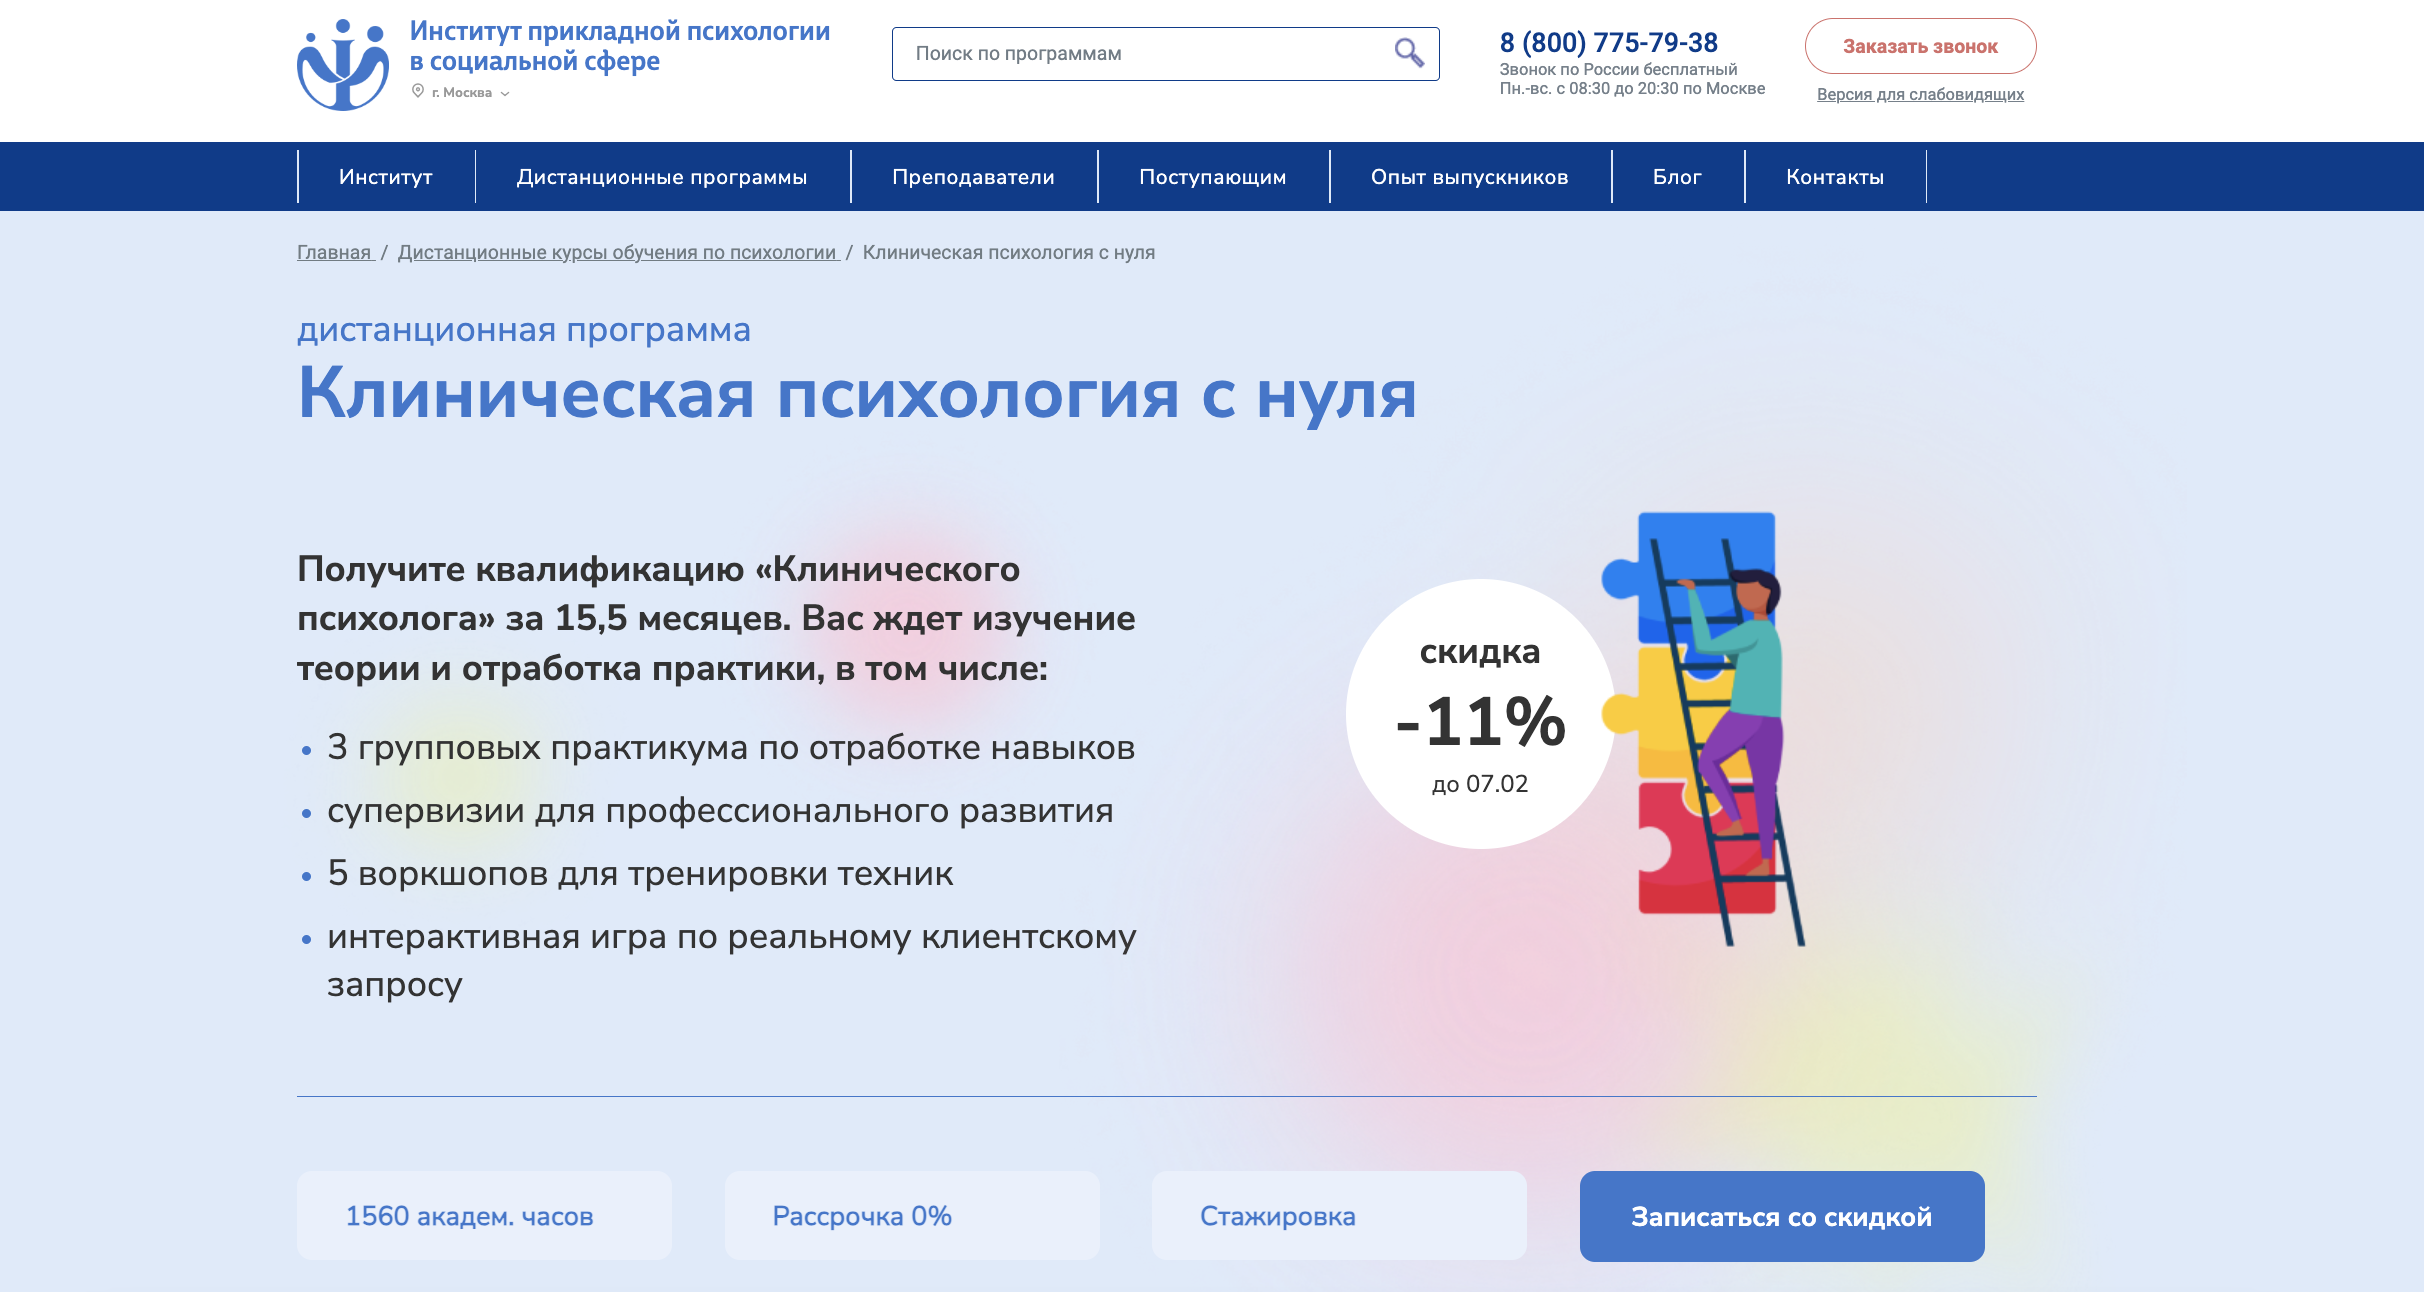 Институт прикладной психологии
в социальной сфере
г. Москва
Поиск по программам
8 (800) 775-79-38
Звонок по России бесплатный
Пн.-вс. с 08:30 до 20:30 по Москве
Заказать звонок
Версия для слабовидящих
Институт
Дистанционные программы
Преподаватели
Поступающим
Опыт выпускников
Блог
Контакты
Главная / Дистанционные курсы обучения по психологии / Клиническая психология с нуля
дистанционная программа
Клиническая психология с нуля
Получите квалификацию «Клинического
психолога» за 15,5 месяцев. Вас ждет изучение
теории и отработка практики, в том числе:
• 3 групповых практикума по отработке навыков
• супервизии для профессионального развития
• 5 воркшопов для тренировки техник
• интерактивная игра по реальному клиентскому
запросу
скидка
-11%
до 07.02
1560 академ. часов
Рассрочка 0%
Стажировка
Записаться со скидкой